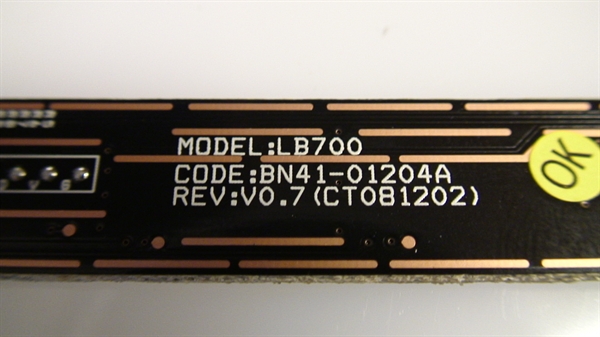 MODEL:LB700
CODE:BN41-01204A
REV:V0.7(CT081202)
OK